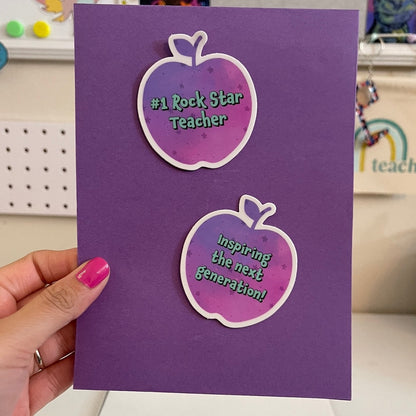 #1 Rock Star
Teacher
Inspiring
the next
generation!
teach